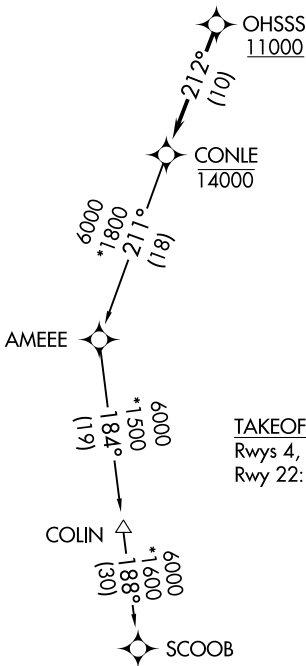 OHSSS
11000
212°
(10)
CONLE
14000
6000
*1800
211°
(18)
AMEEE
6000
*1500
184°
(19)
TAKEOF
Rwys 4,
Rwy 22:
COLIN
6000
*1600
188°
(30)
SCOOB